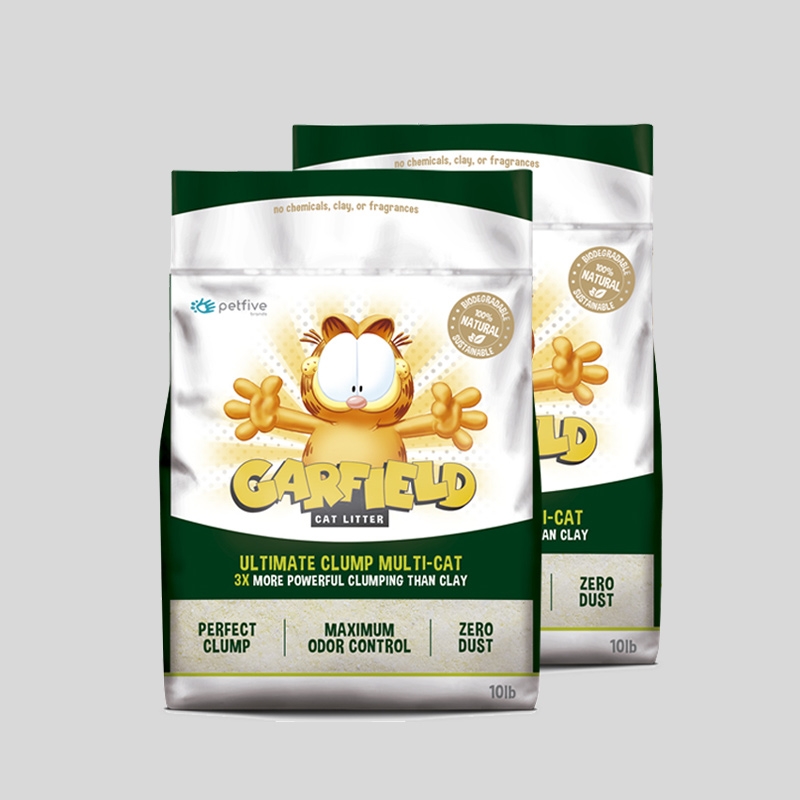 no chemicals, clay, or fragrances
petfive
brands
BIODEGRADABLE
100%
NATURAL
SUSTAINABLE
GARFIELD
CAT LITTER
ULTIMATE CLUMP MULTI-CAT
3X MORE POWERFUL CLUMPING THAN CLAY
PERFECT
CLUMP
MAXIMUM
ODOR CONTROL
ZERO
DUST
10lb
no chemicals, clay, or fragrances
BIODEGRADABLE
100%
NATURAL
SUSTAINABLE
LD
I-CAT
AN CLAY
ZERO
DUST
10lb